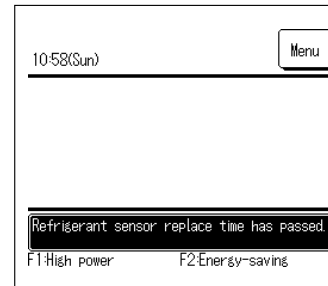 10:58(Sun)
Menu
Refrigerant sensor replace time has passed.
F1:High power F2:Energy-saving